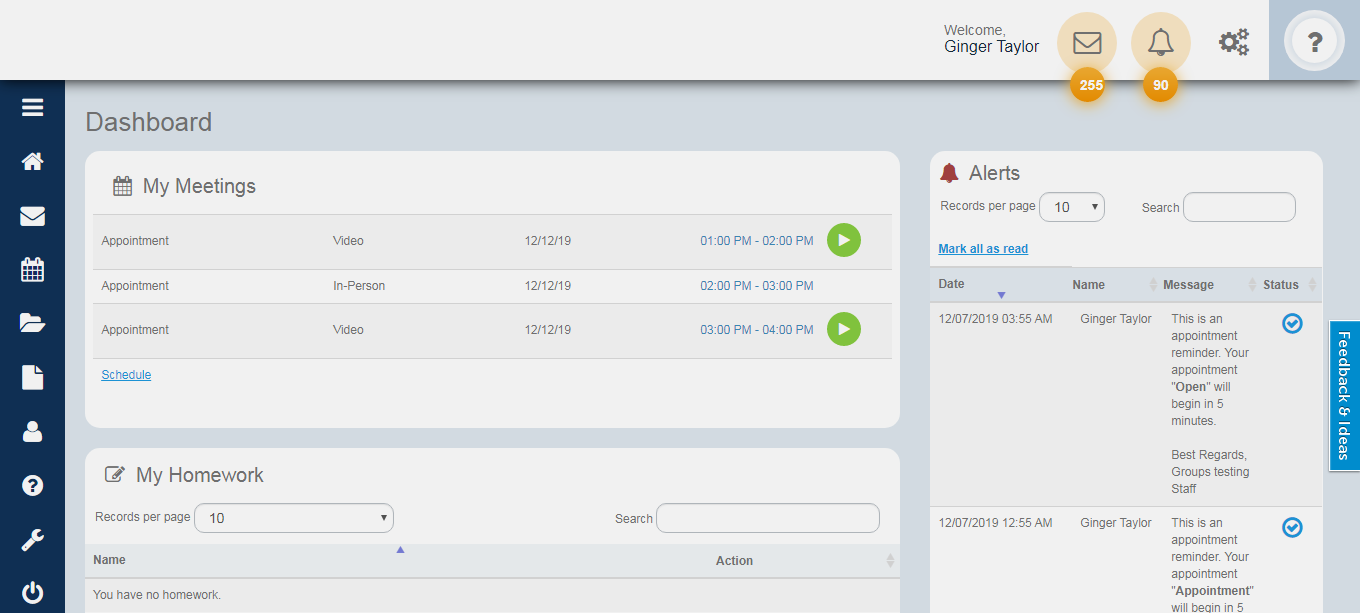 Welcome,
Ginger Taylor
255
90
?
Dashboard
My Meetings
Appointment Video 12/12/19 01:00 PM - 02:00 PM
Appointment In-Person 12/12/19 02:00 PM - 03:00 PM
Appointment Video 12/12/19 03:00 PM - 04:00 PM
Schedule
My Homework
Records per page 10 Search
Name Action
You have no homework.
Alerts
Records per page 10 Search
Mark all as read
Date Name Message Status
12/07/2019 03:55 AM Ginger Taylor This is an
appointment
reminder. Your
appointment
"Open" will
begin in 5
minutes.
Best Regards,
Groups testing
Staff
12/07/2019 12:55 AM Ginger Taylor This is an
appointment
reminder. Your
appointment
"Appointment"
will begin in 5
Feedback & Ideas